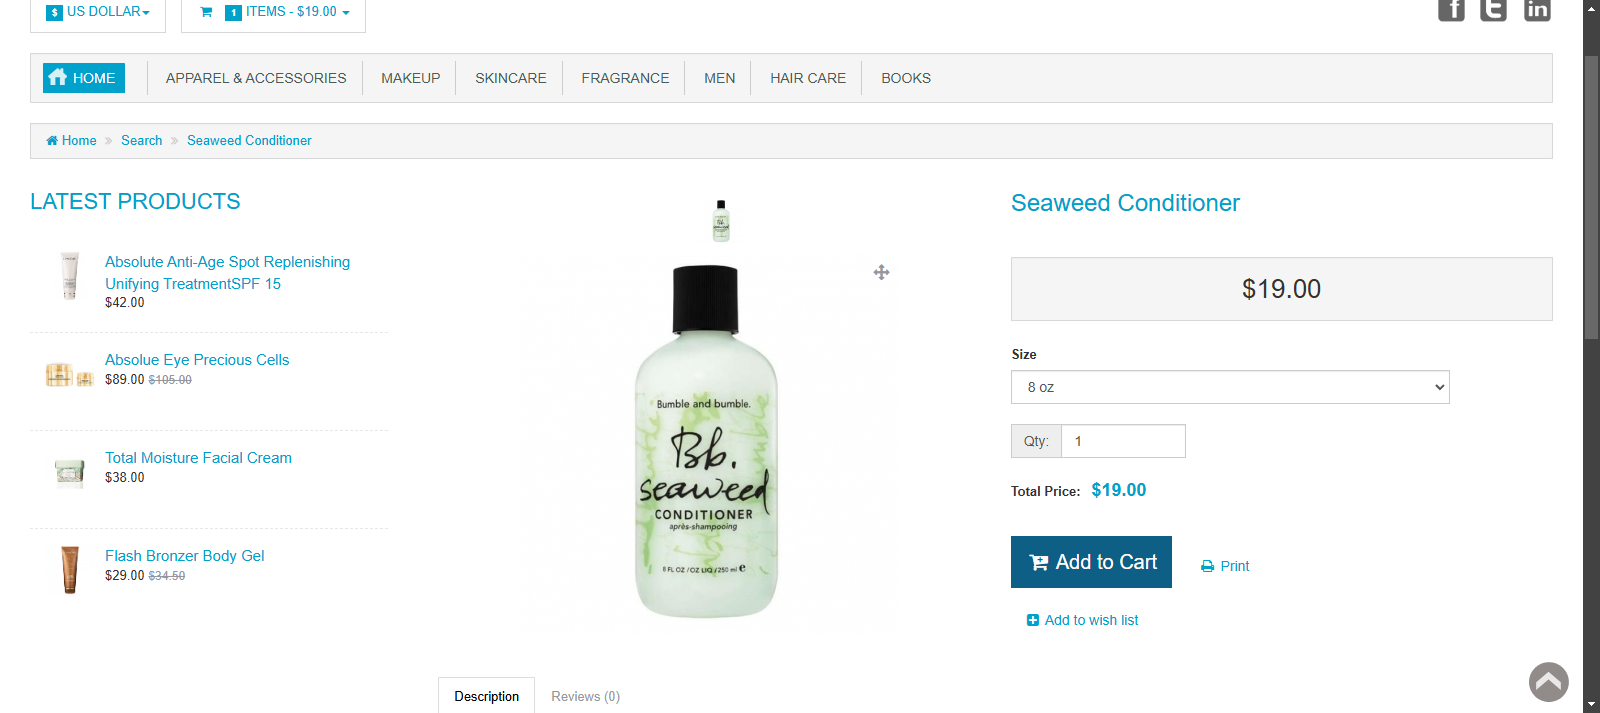 $ US DOLLAR
1 ITEMS - $19.00
HOME
APPAREL & ACCESSORIES
MAKEUP
SKINCARE
FRAGRANCE
MEN
HAIR CARE
BOOKS
Home » Search » Seaweed Conditioner
LATEST PRODUCTS
Absolute Anti-Age Spot Replenishing
Unifying TreatmentSPF 15
$42.00
Absolue Eye Precious Cells
$89.00 $105.00
Total Moisture Facial Cream
$38.00
Flash Bronzer Body Gel
$29.00 $34.50
Bumble and bumble.
Bb.
seaweed
CONDITIONER
après-shampooing
8 FL OZ/OZ LIQ/250 ml e
Seaweed Conditioner
$19.00
Size
8 oz
Qty: 1
Total Price: $19.00
Add to Cart
Print
Add to wish list
Description
Reviews (0)